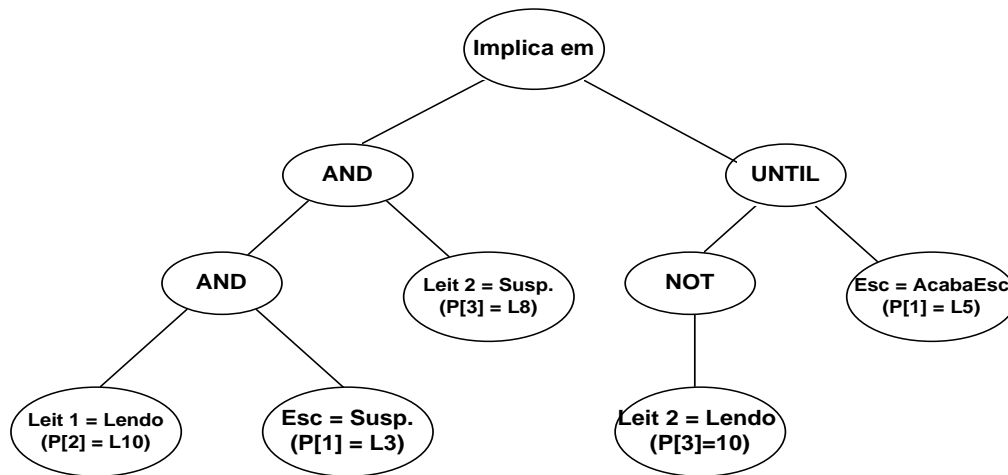 Implica em
AND
UNTIL
AND
Leit 2 = Susp.
(P[3] = L8)
NOT
Esc = AcabaEsc
(P[1] = L5)
Leit 1 = Lendo
(P[2] = L10)
Esc = Susp.
(P[1] = L3)
Leit 2 = Lendo
(P[3]=10)